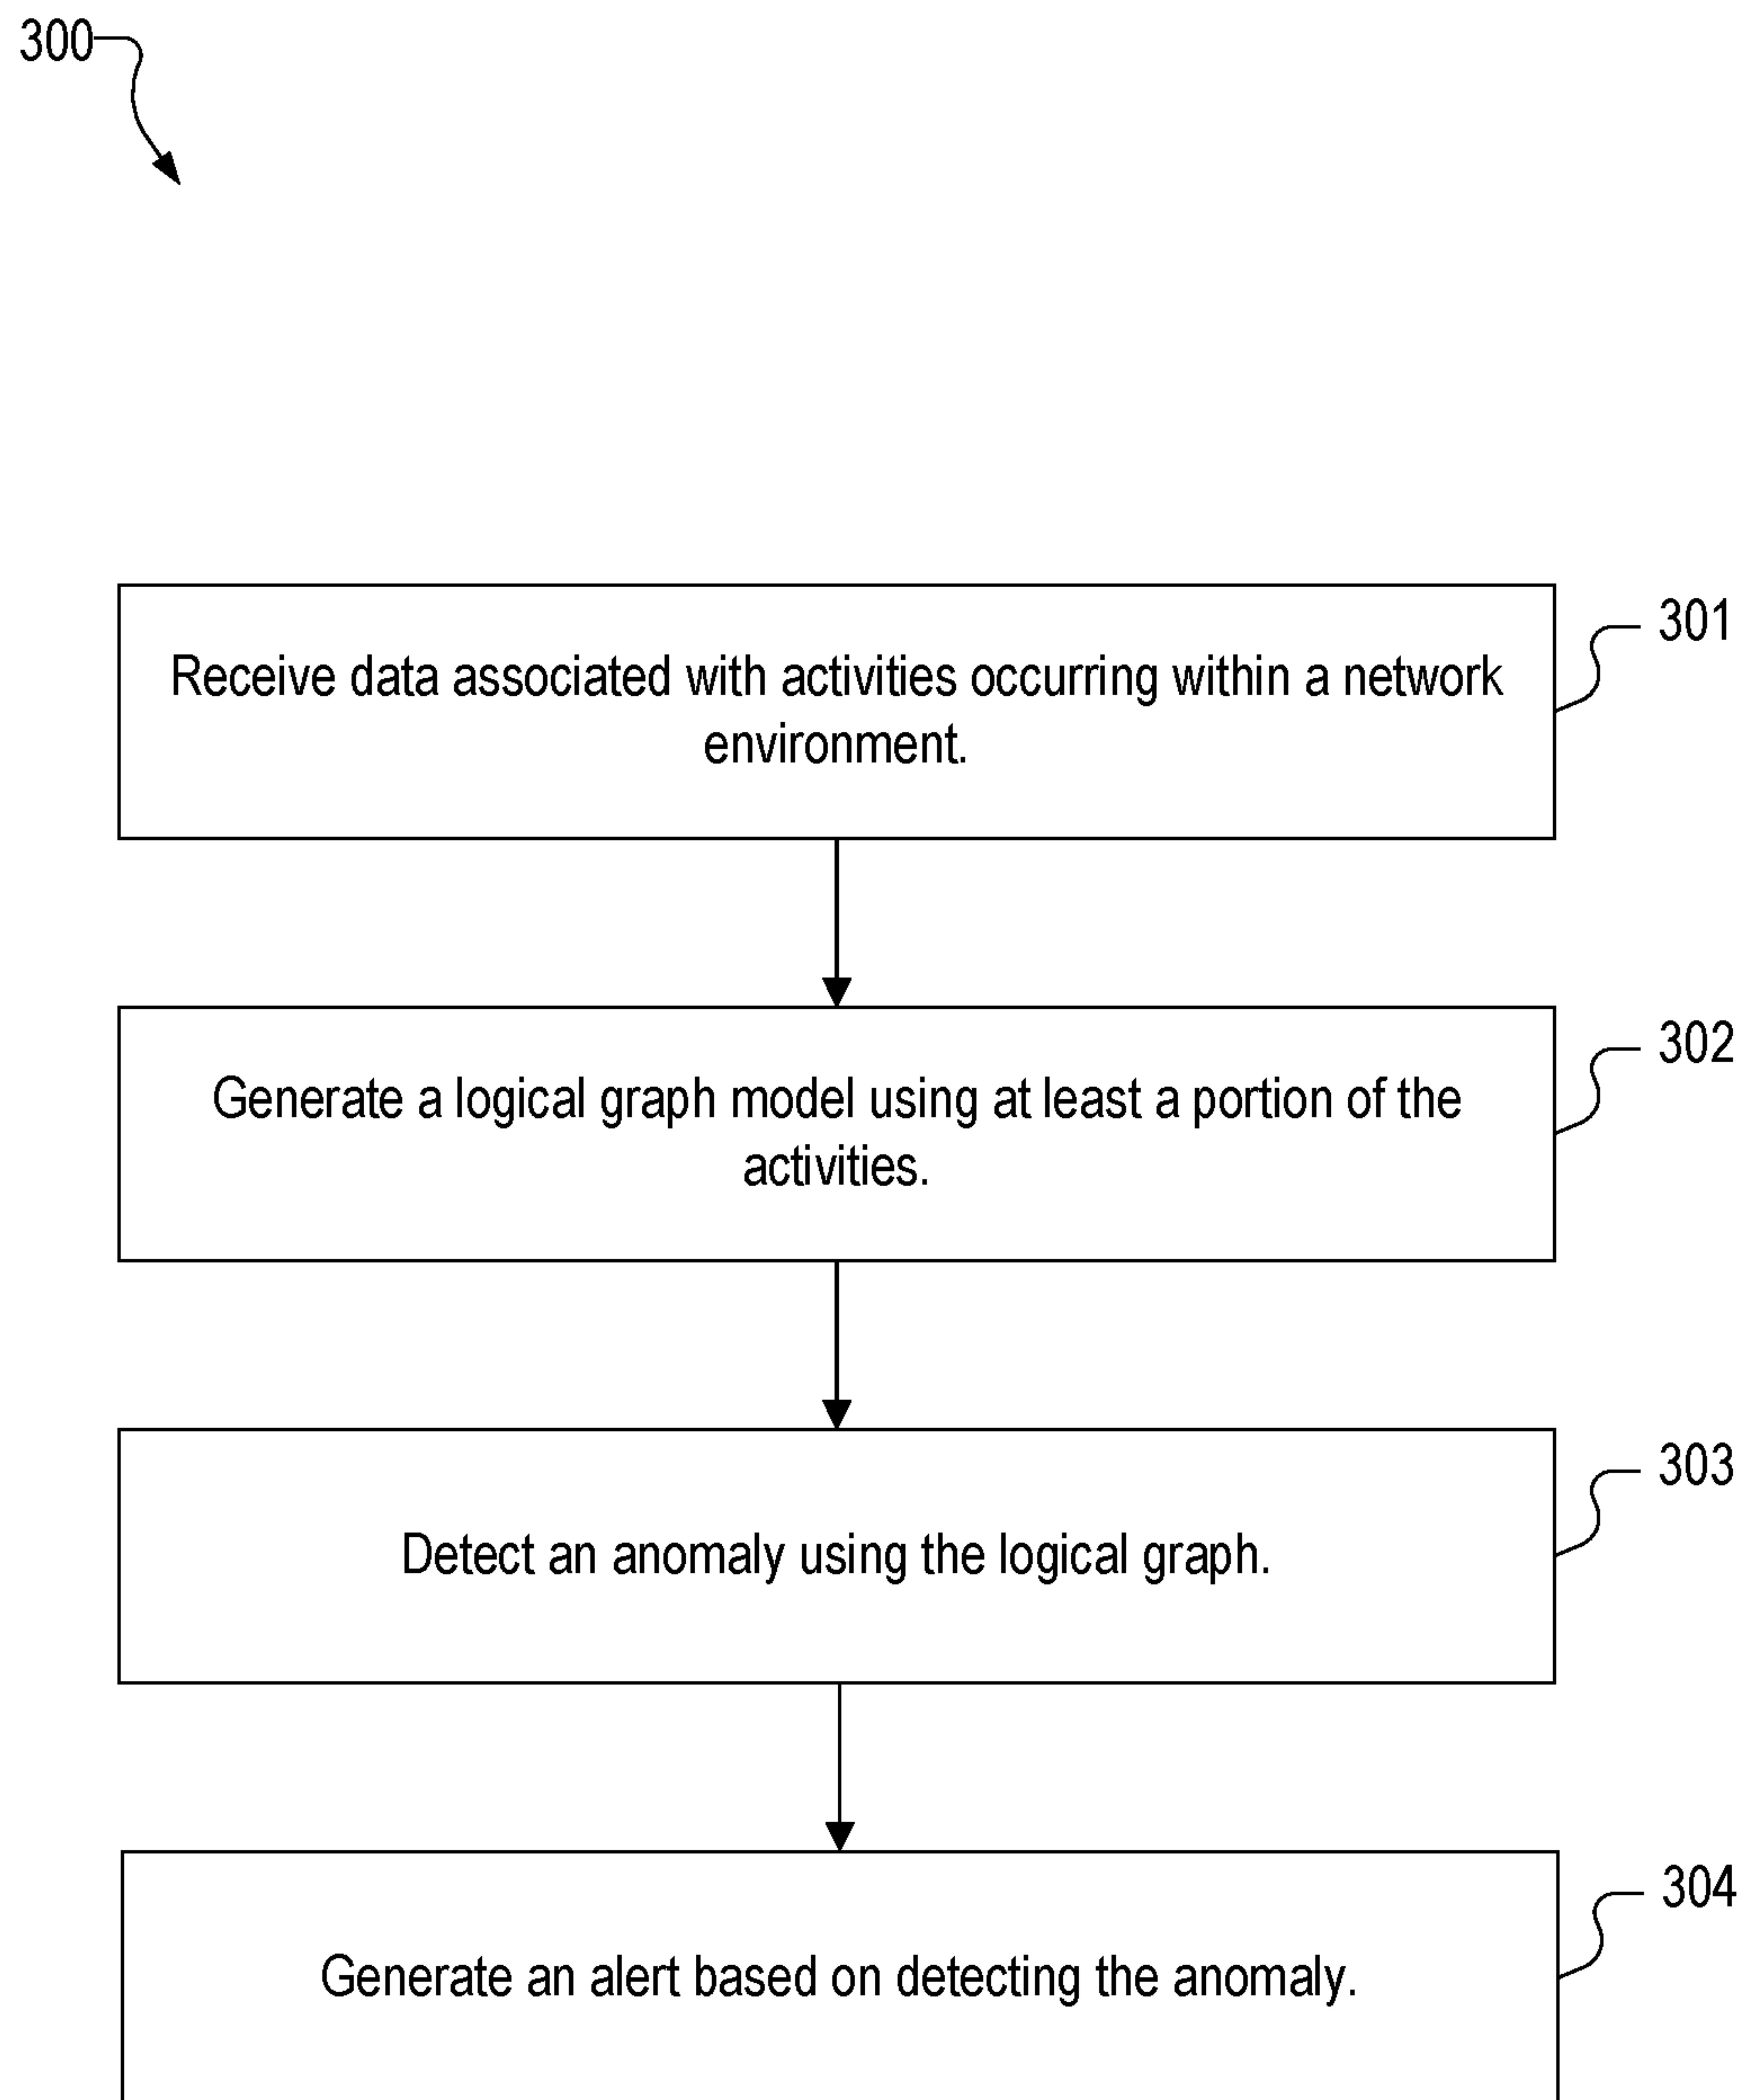 300
301
Receive data associated with activities occurring within a network
environment.
302
Generate a logical graph model using at least a portion of the
activities.
303
Detect an anomaly using the logical graph.
304
Generate an alert based on detecting the anomaly.